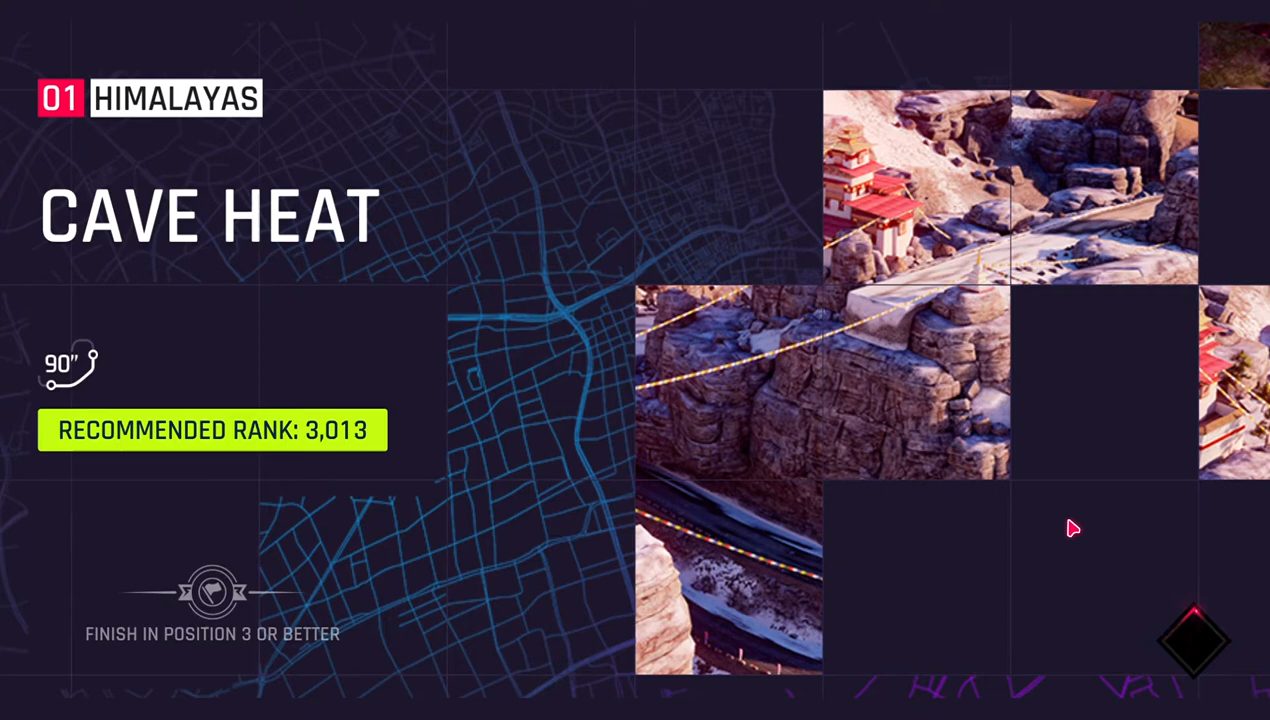 01 HIMALAYAS
CAVE HEAT
90”
RECOMMENDED RANK: 3,013
FINISH IN POSITION 3 OR BETTER